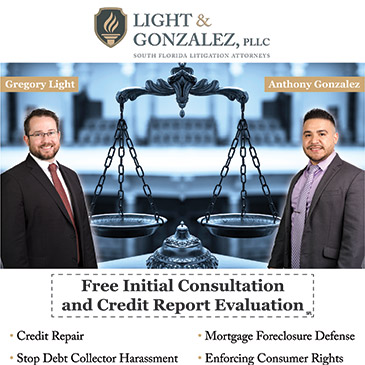 LIGHT &
GONZALEZ, PLLC
SOUTH FLORIDA LITIGATION ATTORNEYS
Gregory Light
Anthony Gonzalez
Free Initial Consultation
and Credit Report Evaluation
• Credit Repair
• Mortgage Foreclosure Defense
• Stop Debt Collector Harassment
• Enforcing Consumer Rights